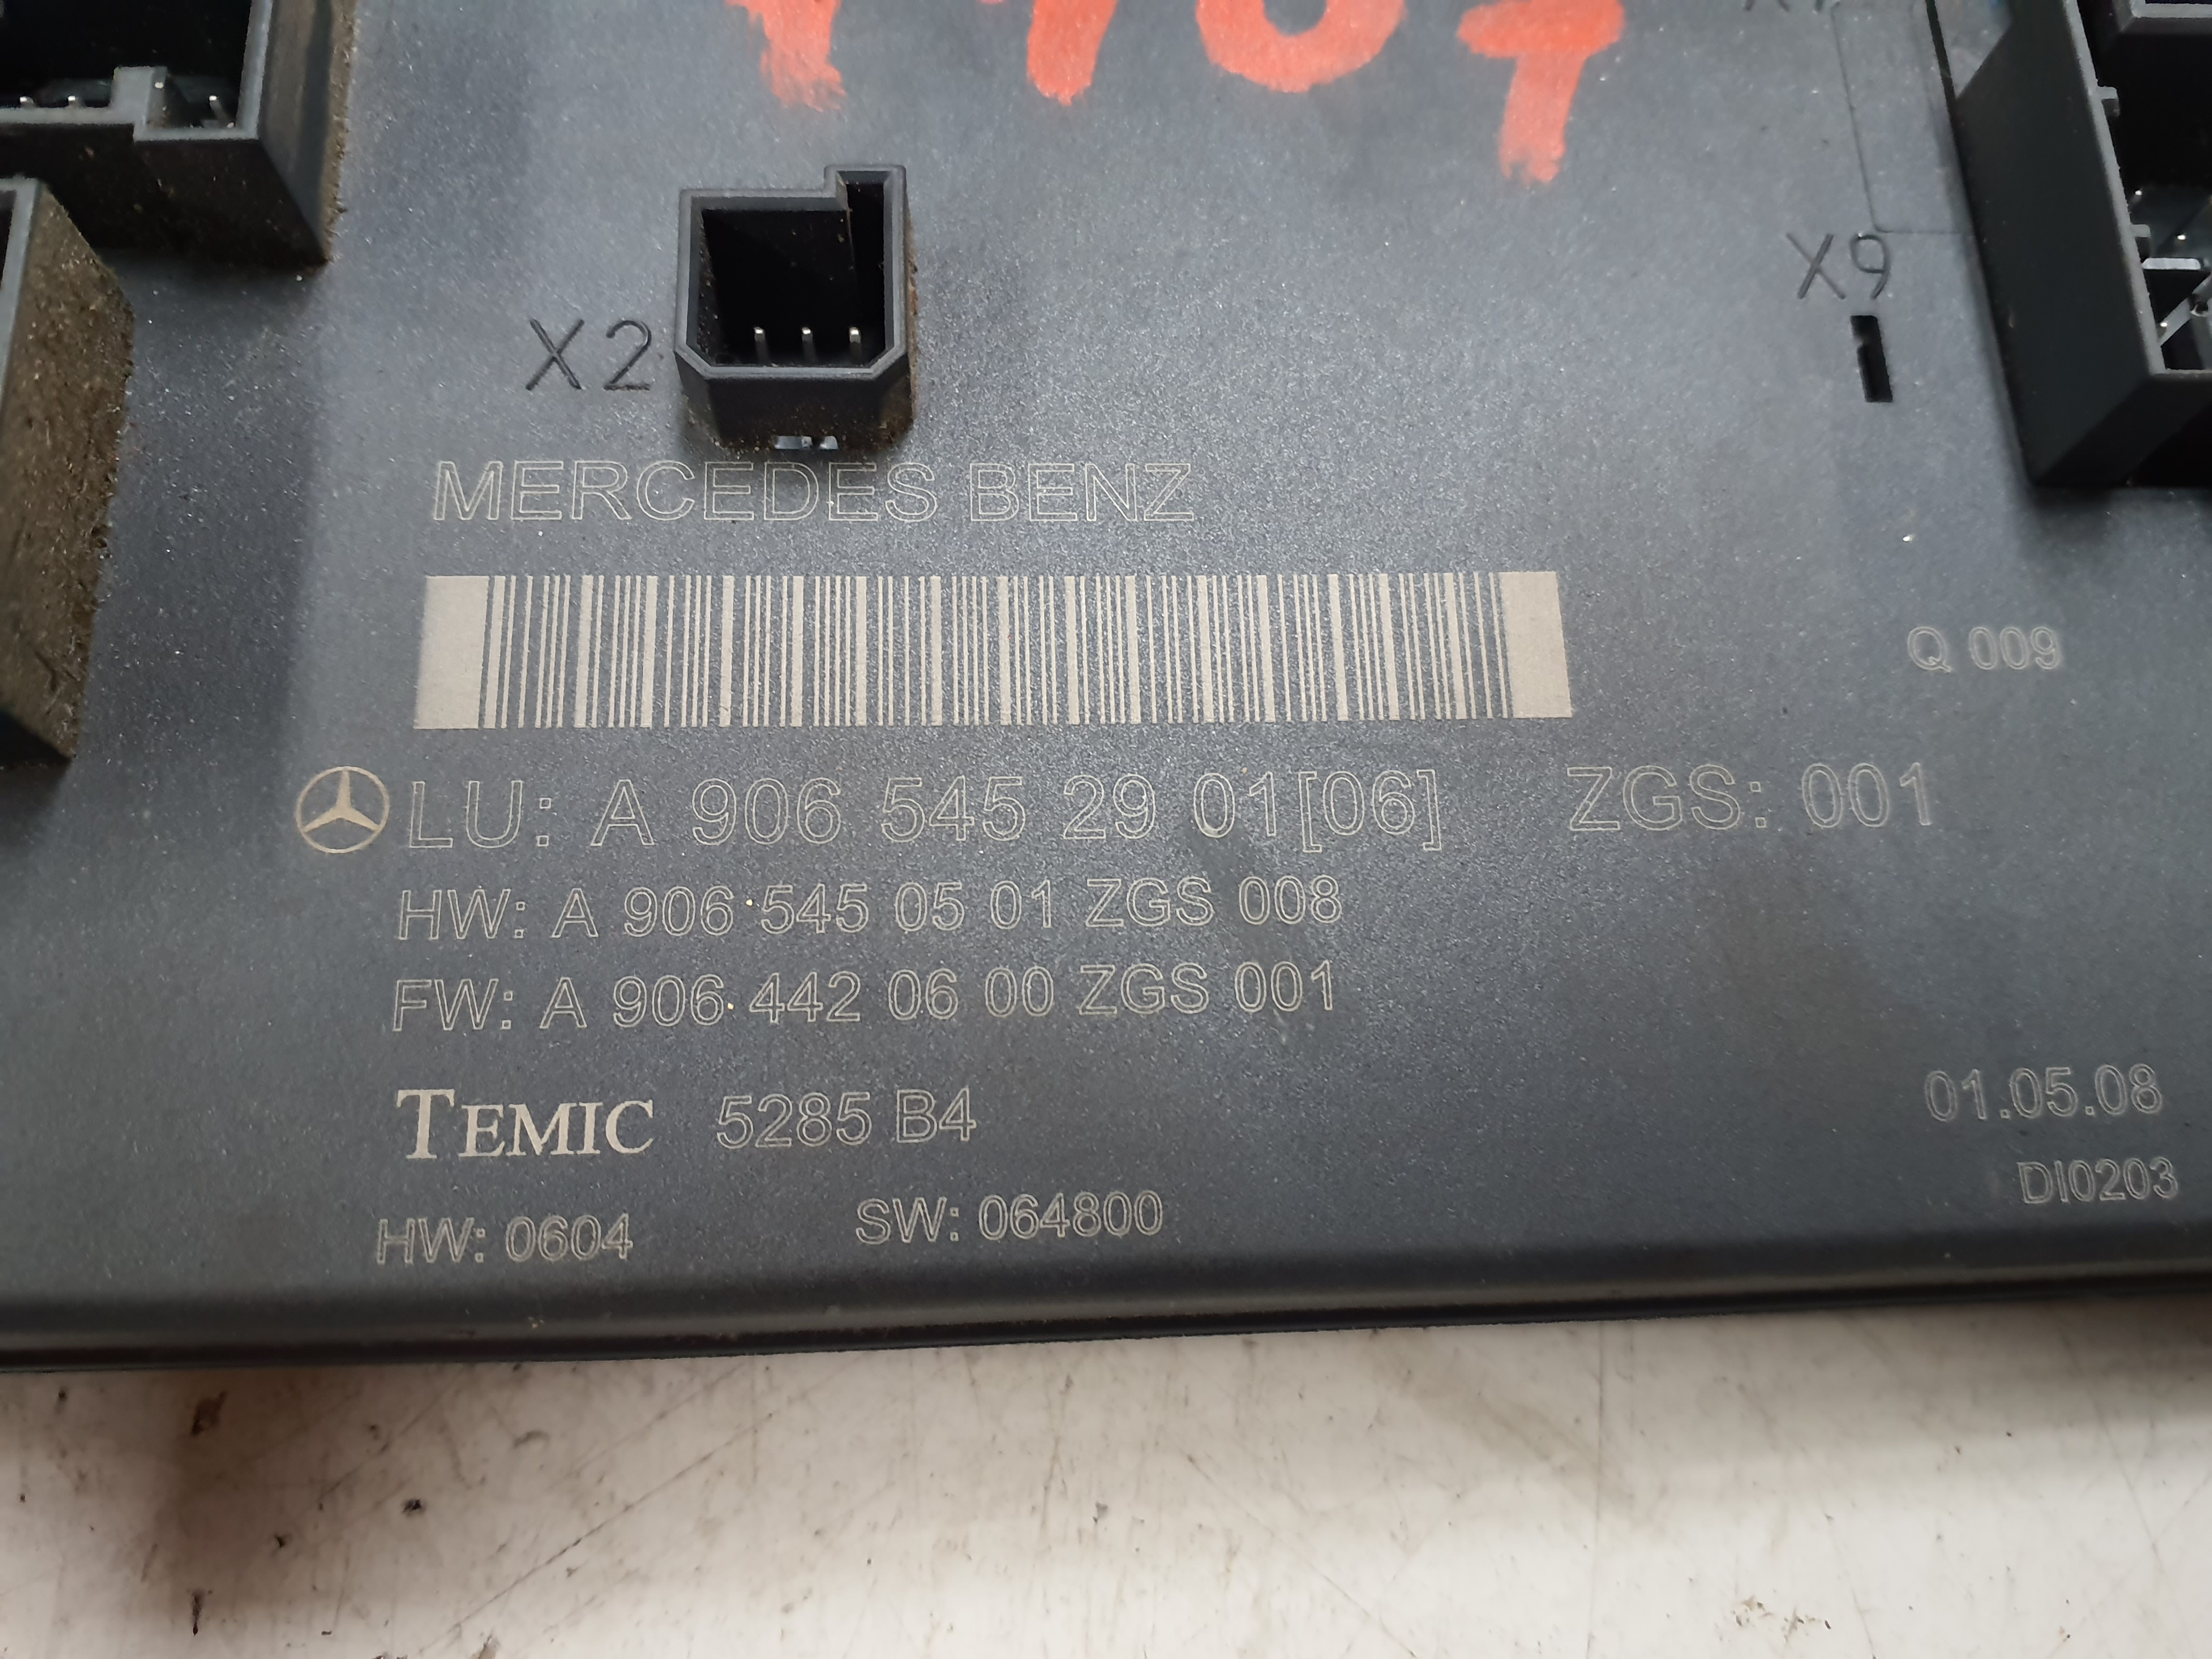 X9
X2
MERCEDES BENZ
Q 009
LU: A 906 545 29 01[06] ZGS: 001
HW: A 906 545 05 01 ZGS 008
FW: A 906 442 06 00 ZGS 001
TEMIC 5285 B4
01.05.08
DI0203
HW: 0604 SW: 064800